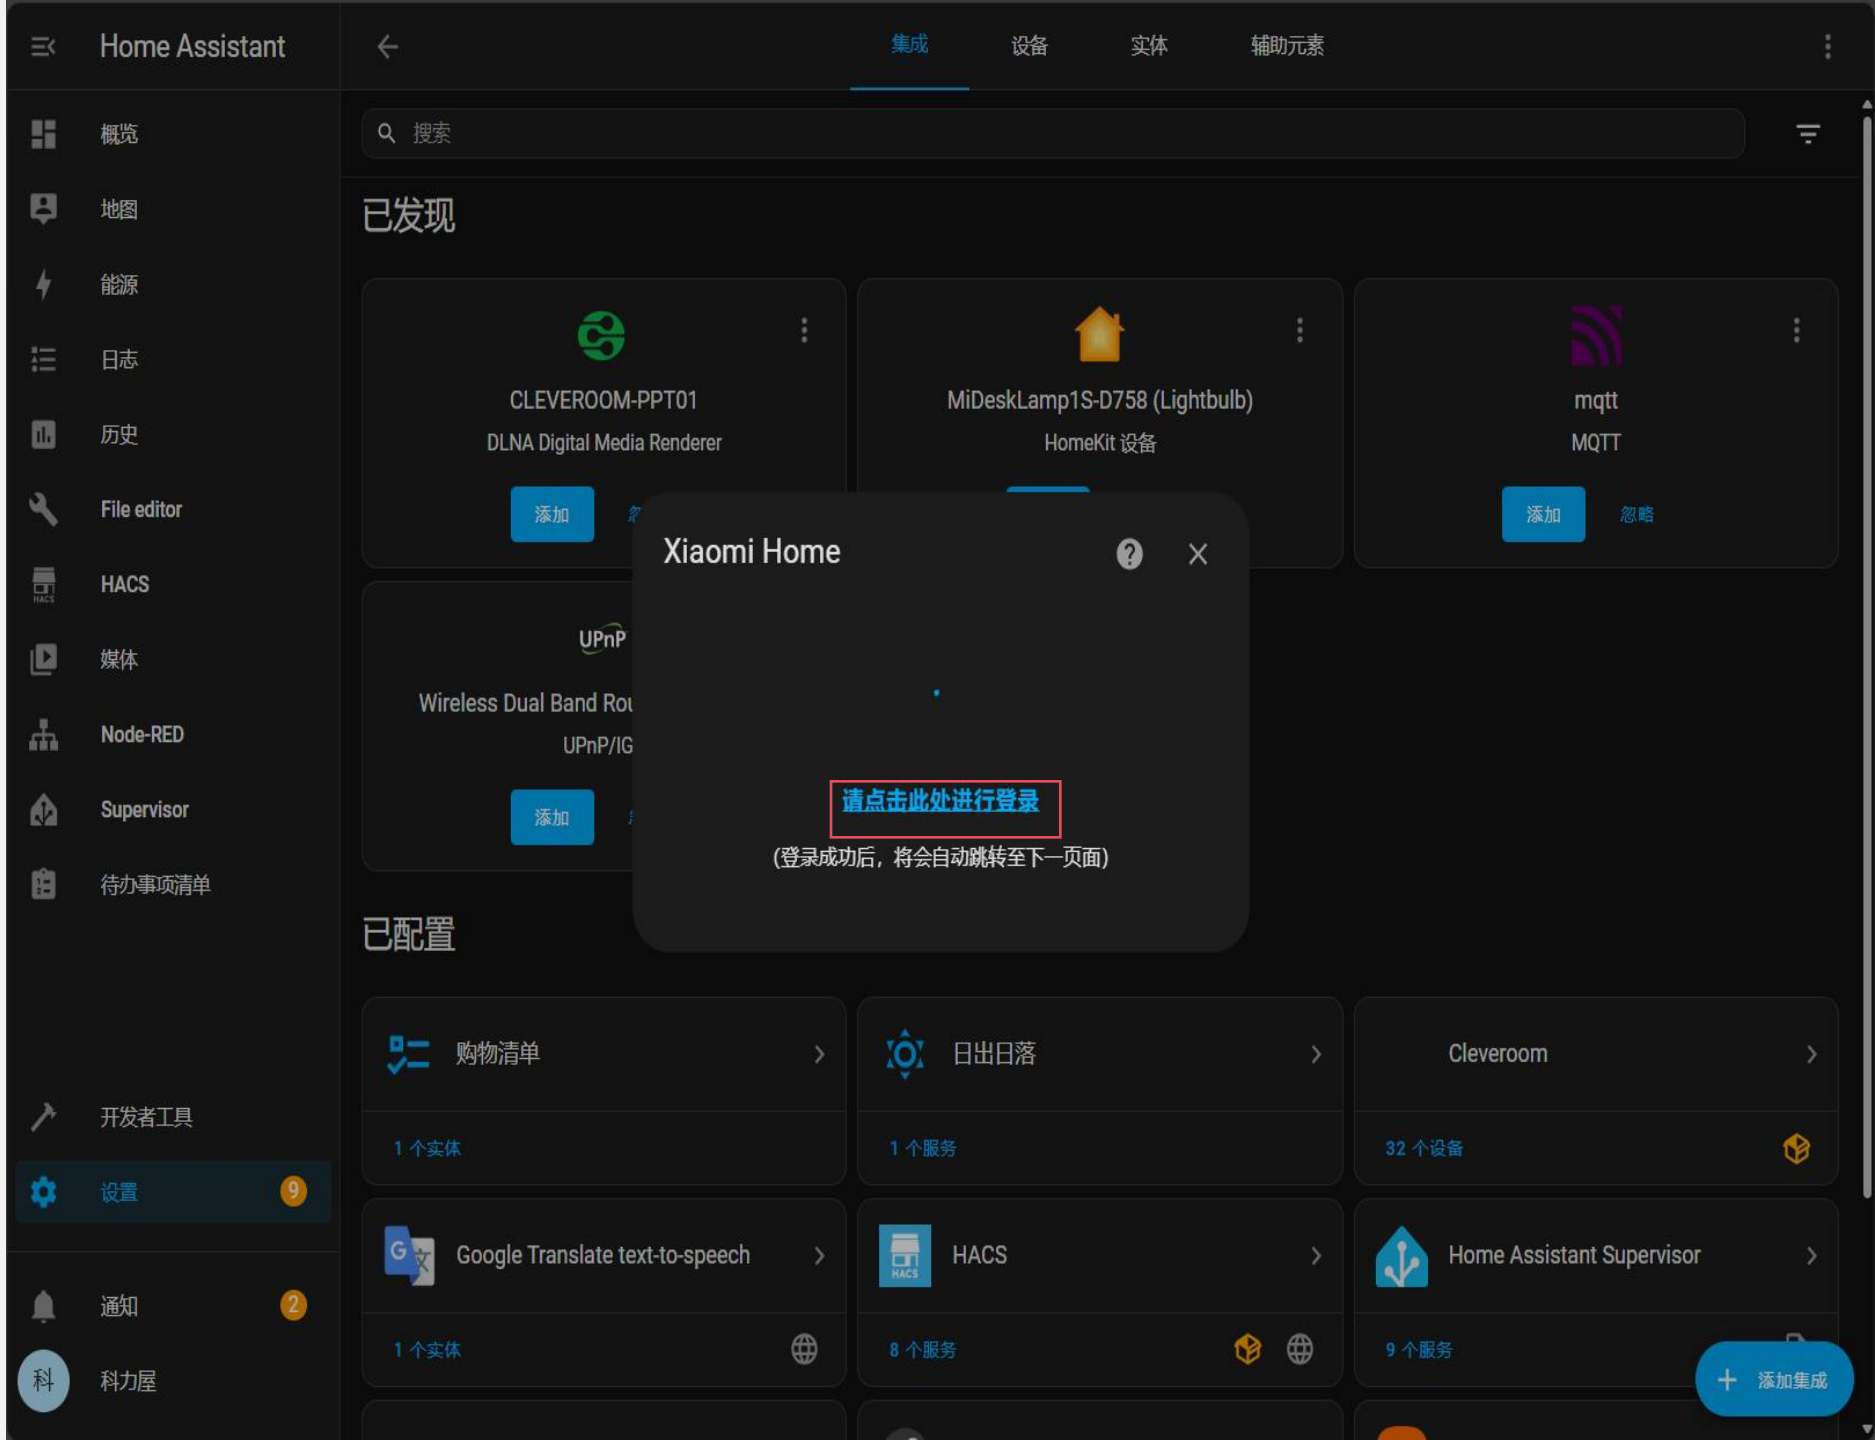 Home Assistant
集成
设备
实体
辅助元素
概览
地图
能源
日志
历史
File editor
HACS
HACS
媒体
Node-RED
Supervisor
待办事项清单
开发者工具
设置
9
通知
2
科
科力屋
搜索
已发现
CLEVEROOM-PPT01
DLNA Digital Media Renderer
添加
MiDeskLamp1S-D758 (Lightbulb)
HomeKit 设备
mqtt
MQTT
添加
忽略
UPnP
Wireless Dual Band
UPnP/IG
添加
Xiaomi Home
请点击此处进行登录
(登录成功后，将会自动跳转至下一页面)
已配置
购物清单
1 个实体
日出日落
1 个服务
Cleveroom
32 个设备
G 文
Google Translate text-to-speech
1 个实体
HACS
HACS
8 个服务
Home Assistant Supervisor
9 个服务
添加集成